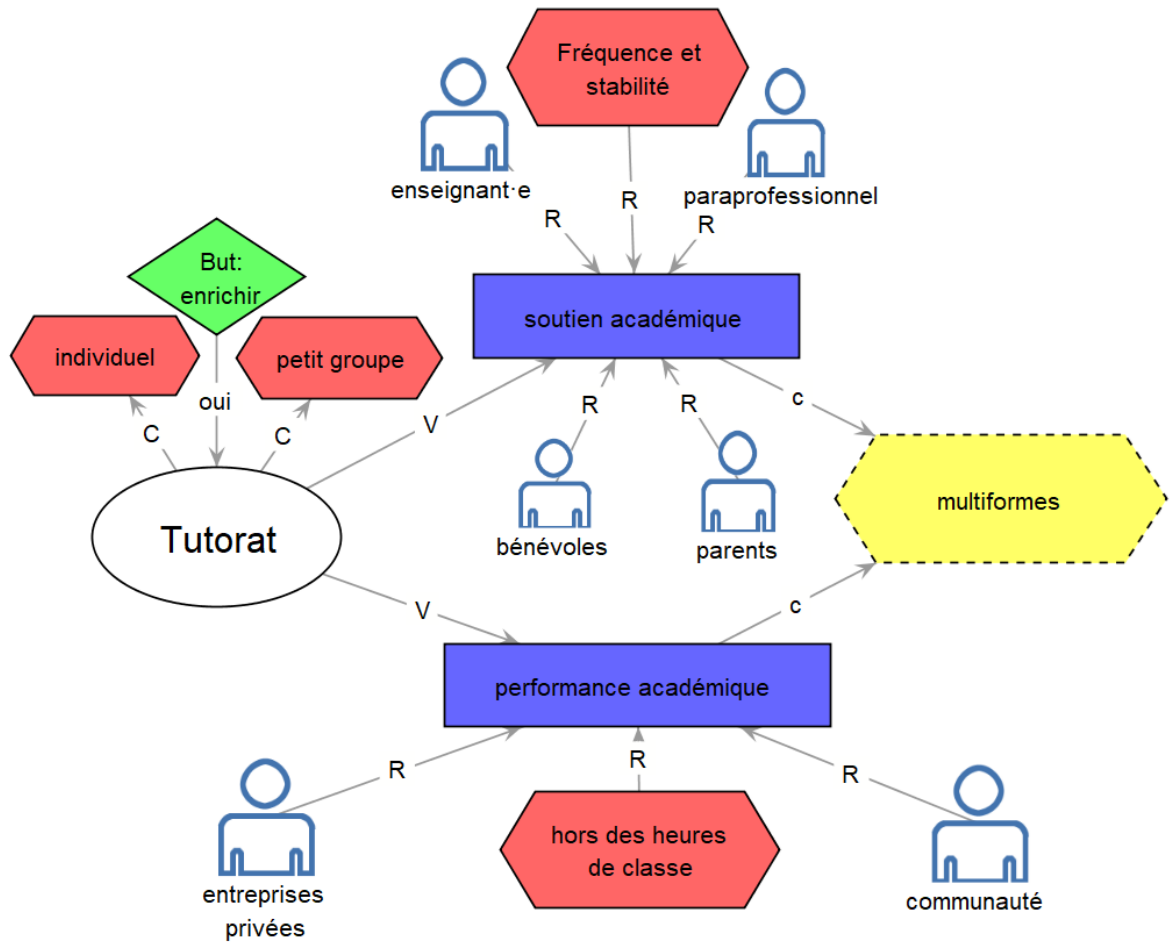 Fréquence et
stabilité
enseignant·e
paraprofessionnel
R
R
R
But:
enrichir
individuel
petit groupe
soutien académique
oui
C
C
V
R
R
c
Tutorat
bénévoles
parents
multiformes
V
c
performance académique
R
R
R
hors des heures
de classe
entreprises
privées
communauté